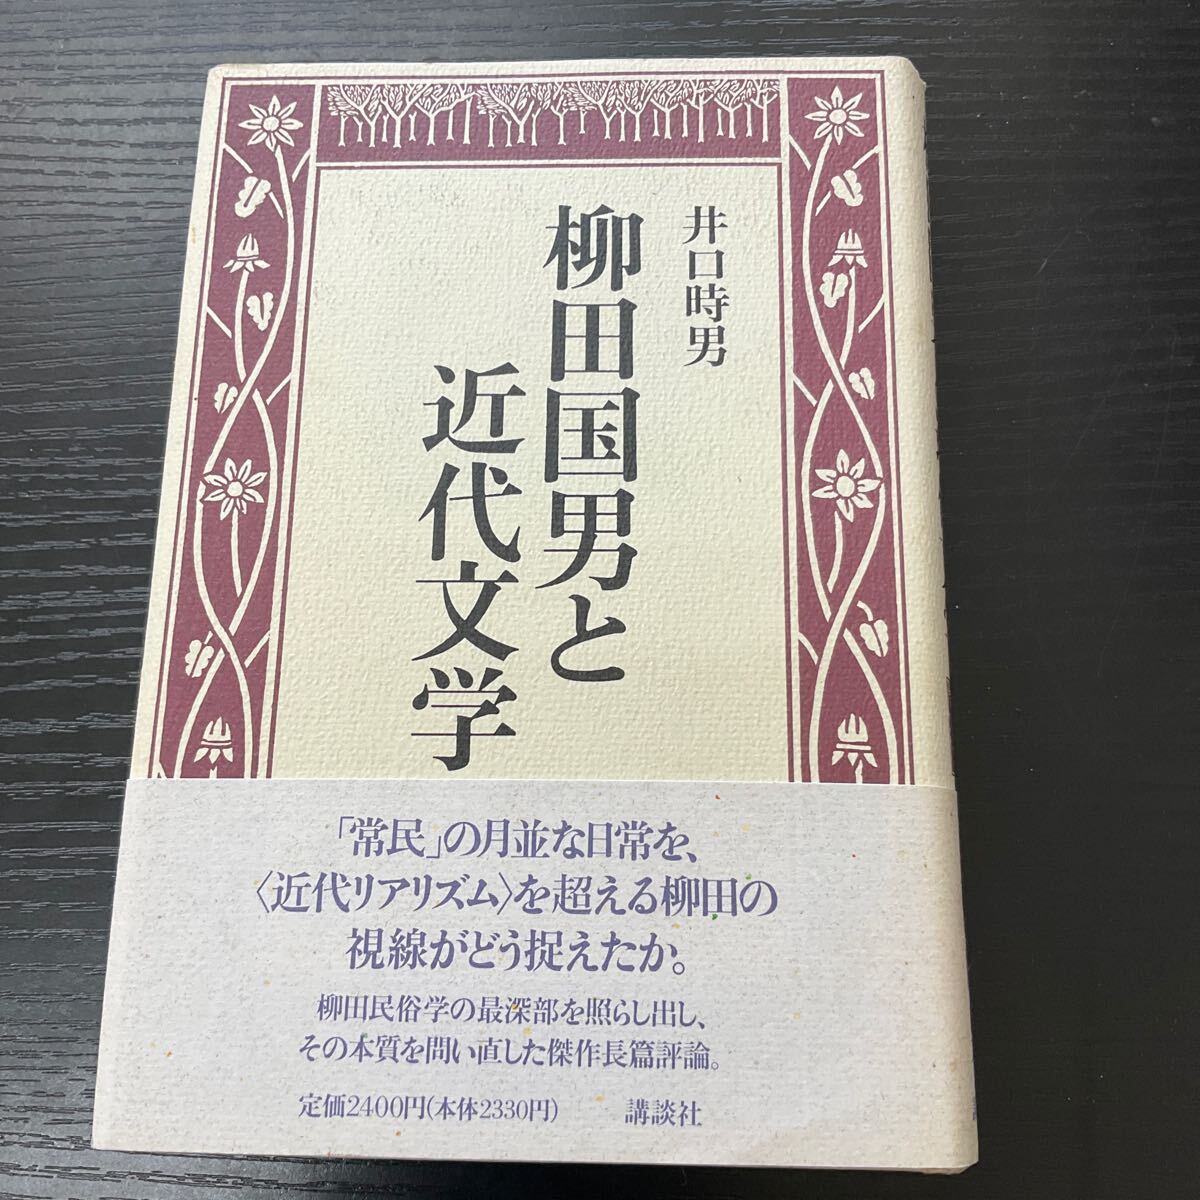 井口時男
柳田国男と
近代文学
「常民」の月並な日常を、
〈近代リアリズム〉を超える柳田の
視線がどう捉えたか。
柳田民俗学の最深部を照らし出し、
その本質を問い直した傑作長篇評論。
定価2400円(本体2330円) 講談社